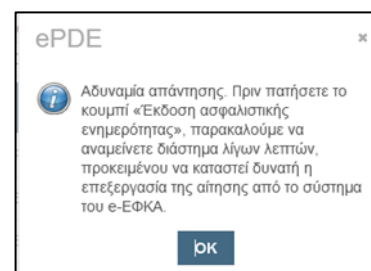 ePDE
Αδυναμία απάντησης. Πριν πατήσετε το
κουμπί «Έκδοση ασφαλιστικής
ενημερότητας», παρακαλούμε να
αναμείνετε διάστημα λίγων λεπτών,
προκειμένου να καταστεί δυνατή η
επεξεργασία της αίτησης από το σύστημα
του e-ΕΦΚΑ.
OK